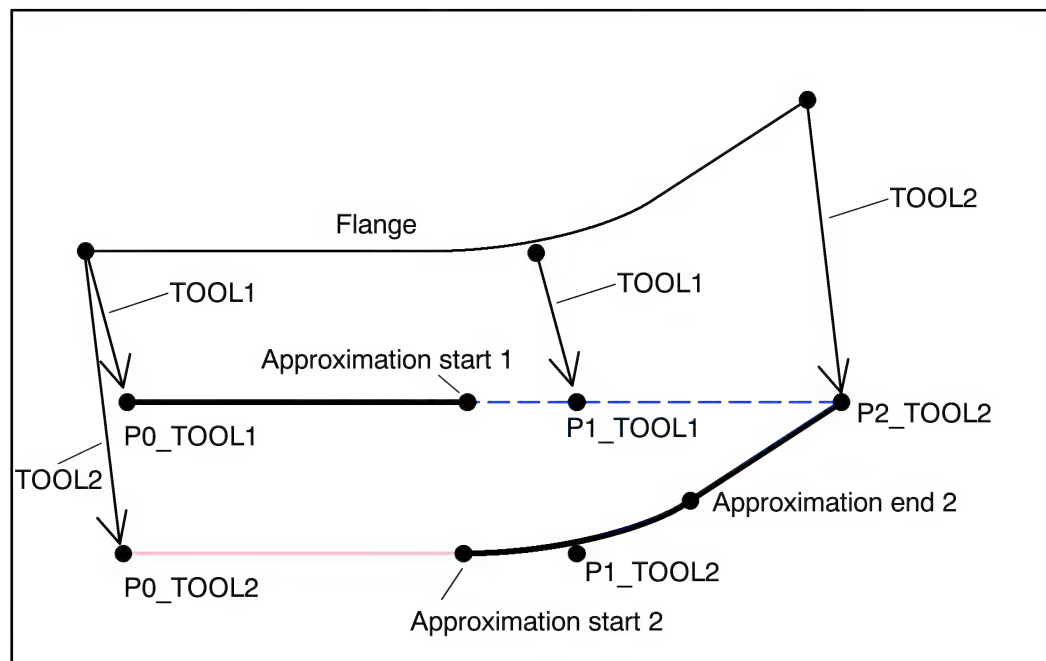 TOOL2
Flange
TOOL1
TOOL1
Approximation start 1
P0_TOOL1
P1_TOOL1
P2_TOOL2
TOOL2
Approximation end 2
P0_TOOL2
P1_TOOL2
Approximation start 2